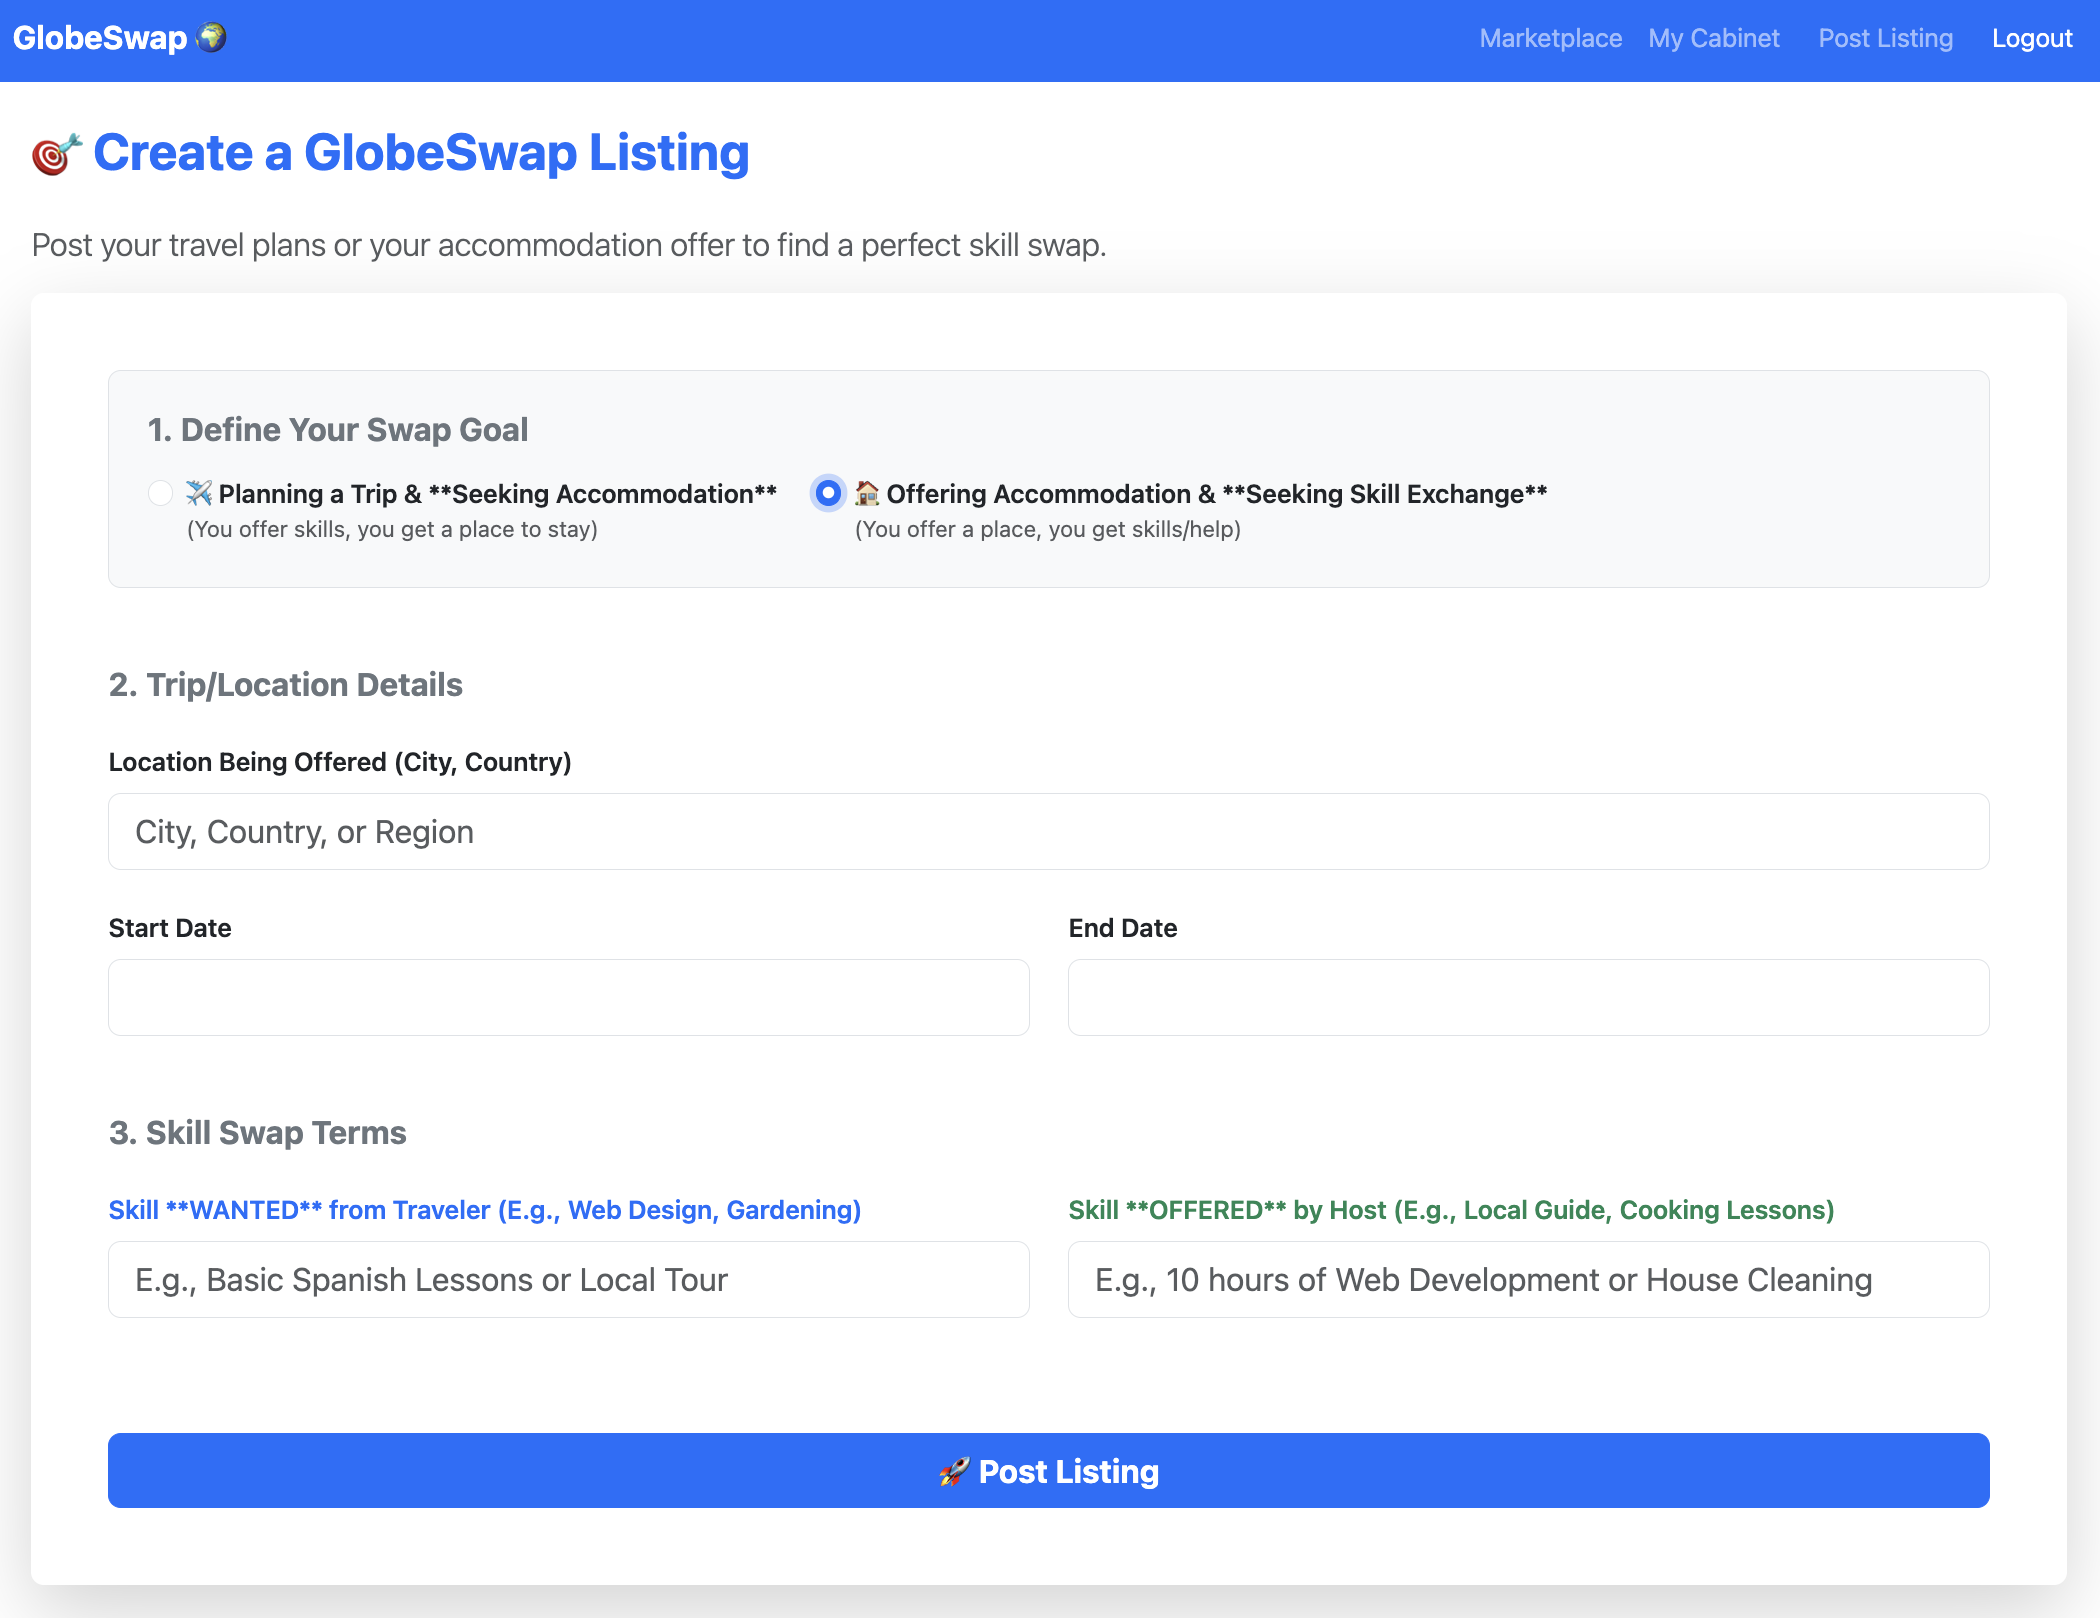 GlobeSwap 🌍
Marketplace My Cabinet Post Listing Logout
🎯 Create a GlobeSwap Listing
Post your travel plans or your accommodation offer to find a perfect skill swap.
1. Define Your Swap Goal
✈️ Planning a Trip & **Seeking Accommodation**
(You offer skills, you get a place to stay)
🏠 Offering Accommodation & **Seeking Skill Exchange**
(You offer a place, you get skills/help)
2. Trip/Location Details
Location Being Offered (City, Country)
City, Country, or Region
Start Date
End Date
3. Skill Swap Terms
Skill **WANTED** from Traveler (E.g., Web Design, Gardening)
E.g., Basic Spanish Lessons or Local Tour
Skill **OFFERED** by Host (E.g., Local Guide, Cooking Lessons)
E.g., 10 hours of Web Development or House Cleaning
🚀 Post Listing